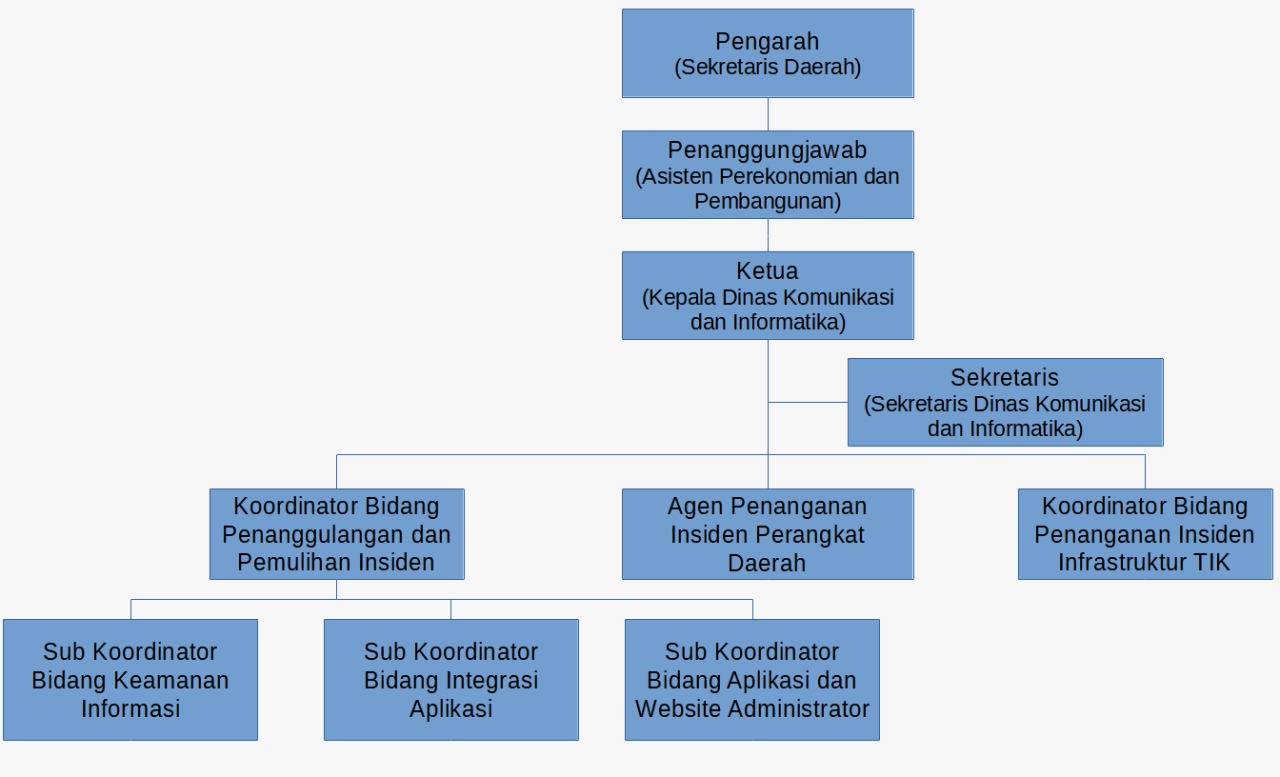 Pengarah
(Sekretaris Daerah)
Penanggungjawab
(Asisten Perekonomian dan
Pembangunan)
Ketua
(Kepala Dinas Komunikasi
dan Informatika)
Sekretaris
(Sekretaris Dinas Komunikasi
dan Informatika)
Koordinator Bidang
Penanggulangan dan
Pemulihan Insiden
Agen Penanganan
Insiden Perangkat
Daerah
Koordinator Bidang
Penanganan Insiden
Infrastruktur TIK
Sub Koordinator
Bidang Keamanan
Informasi
Sub Koordinator
Bidang Integrasi
Aplikasi
Sub Koordinator
Bidang Aplikasi dan
Website Administrator